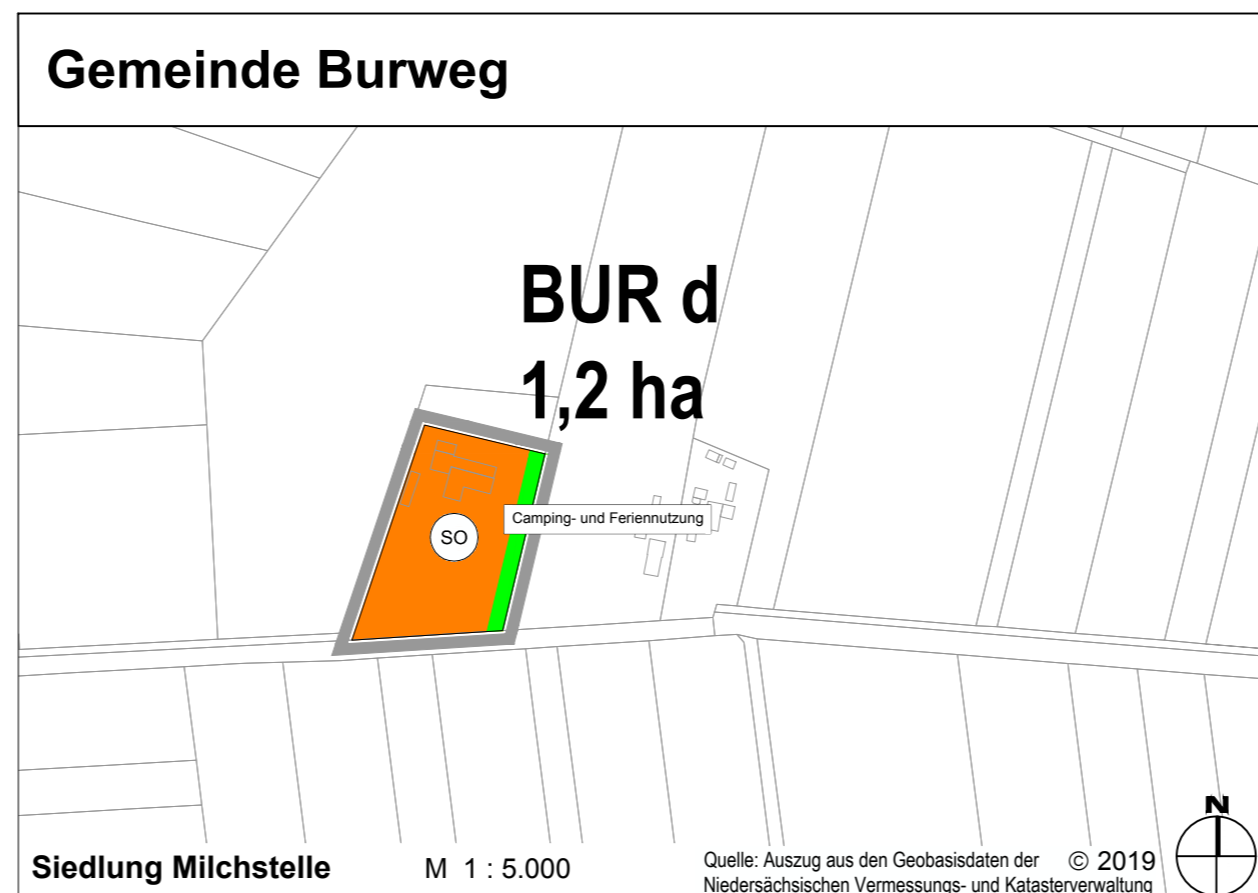 Gemeinde Burweg
BUR d
1,2 ha
Camping- und Feriennutzung
SO
N
Siedlung Milchstelle M 1 : 5.000
Quelle: Auszug aus den Geobasisdaten der © 2019
Niedersächsischen Vermessungs- und Katasterverwaltung